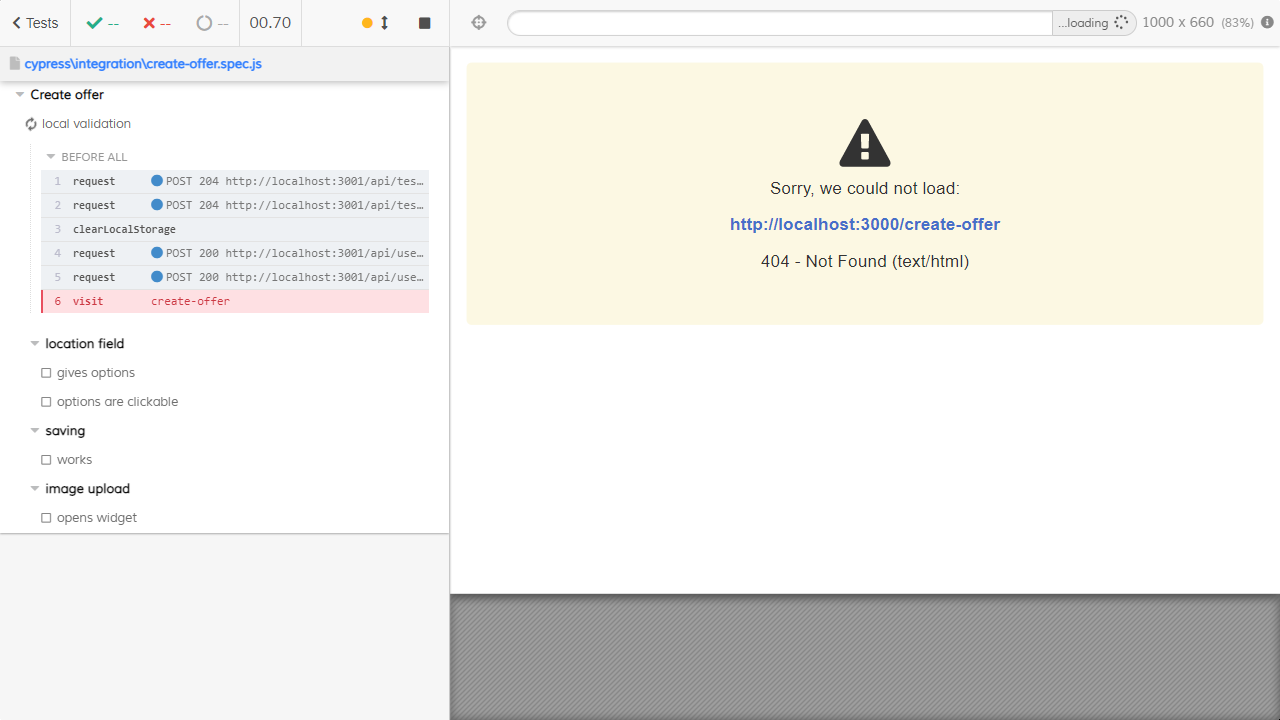 Tests -- -- -- 00.70
...loading 1000 x 660 (83%)
cypress\integration\create-offer.spec.js
Create offer
local validation
BEFORE ALL
1 request POST 204 http://localhost:3001/api/tes…
2 request POST 204 http://localhost:3001/api/tes…
3 clearLocalStorage
4 request POST 200 http://localhost:3001/api/use…
5 request POST 200 http://localhost:3001/api/use…
6 visit create-offer
location field
gives options
options are clickable
saving
works
image upload
opens widget
Sorry, we could not load:
http://localhost:3000/create-offer
404 - Not Found (text/html)